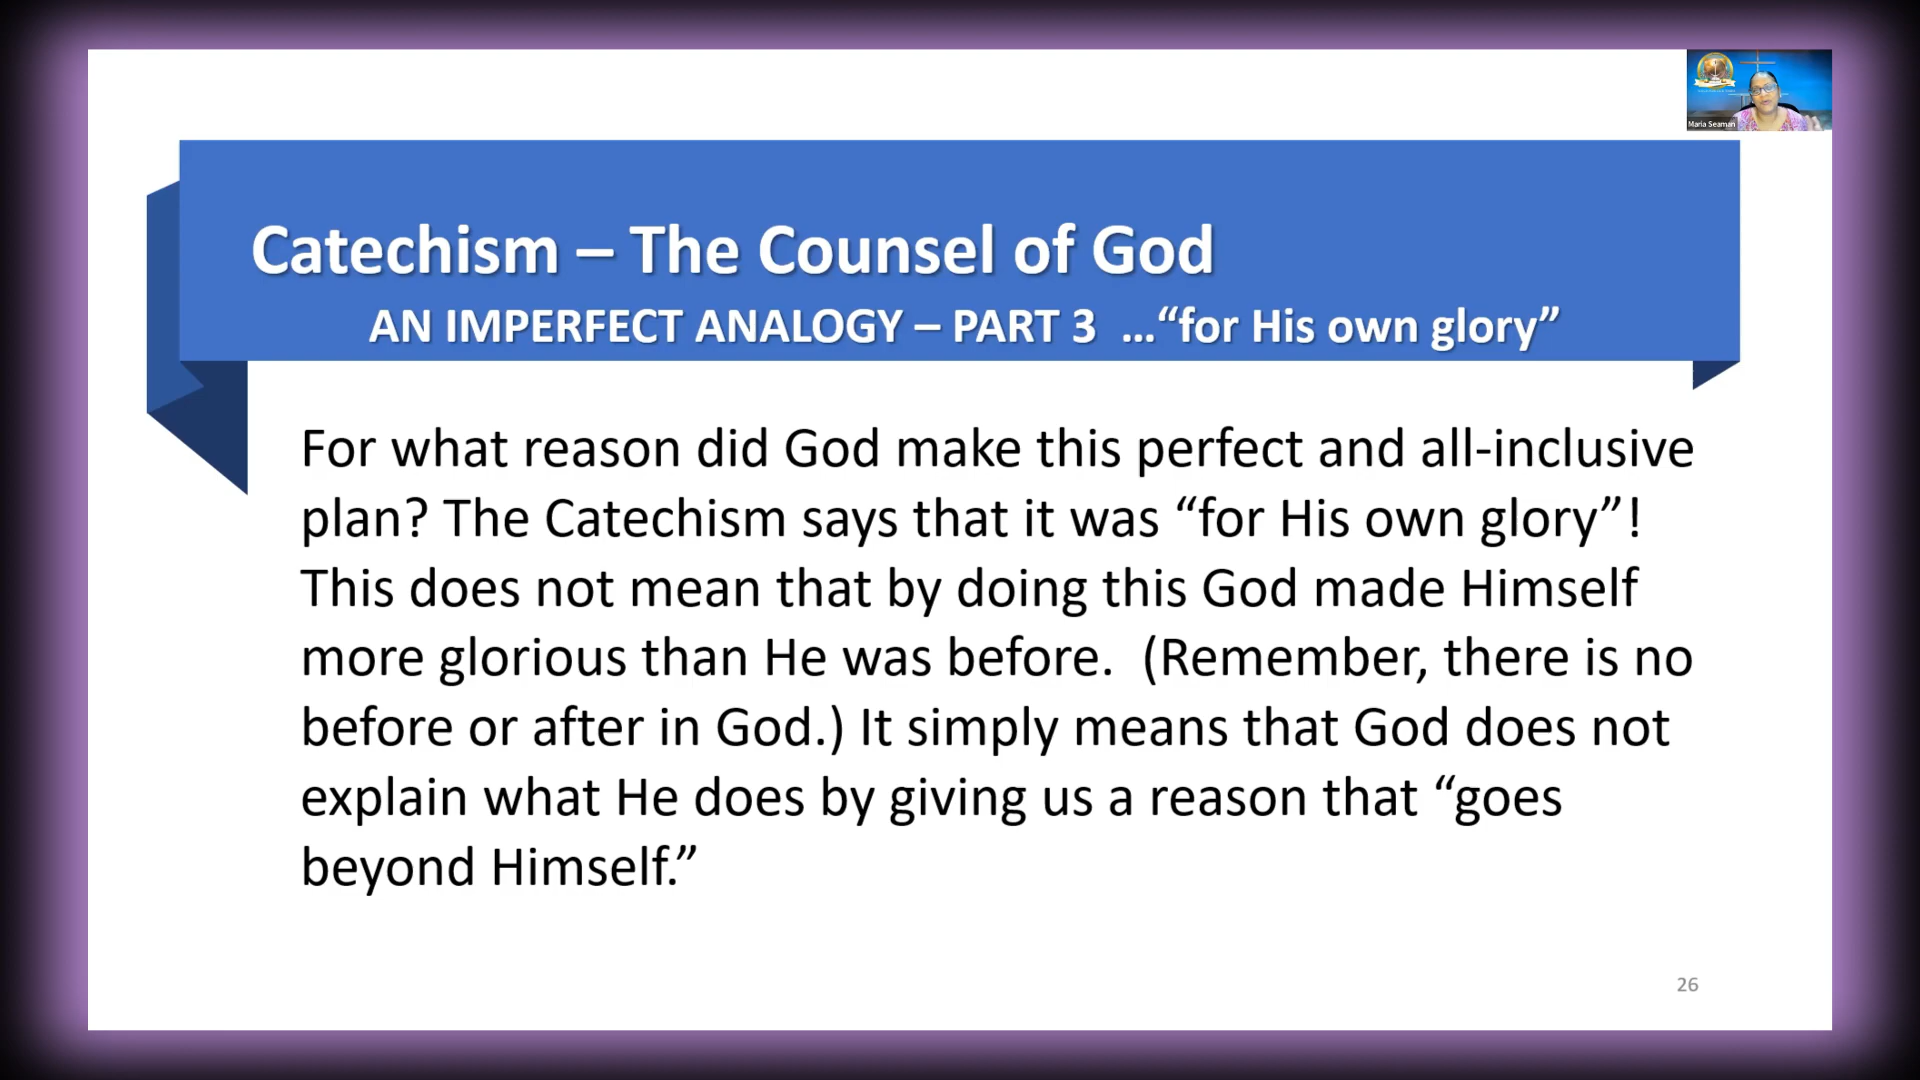 Maria Seaman
Catechism – The Counsel of God
AN IMPERFECT ANALOGY – PART 3 …“for His own glory”
For what reason did God make this perfect and all-inclusive
plan? The Catechism says that it was “for His own glory”!
This does not mean that by doing this God made Himself
more glorious than He was before.  (Remember, there is no
before or after in God.) It simply means that God does not
explain what He does by giving us a reason that “goes
beyond Himself.”
26